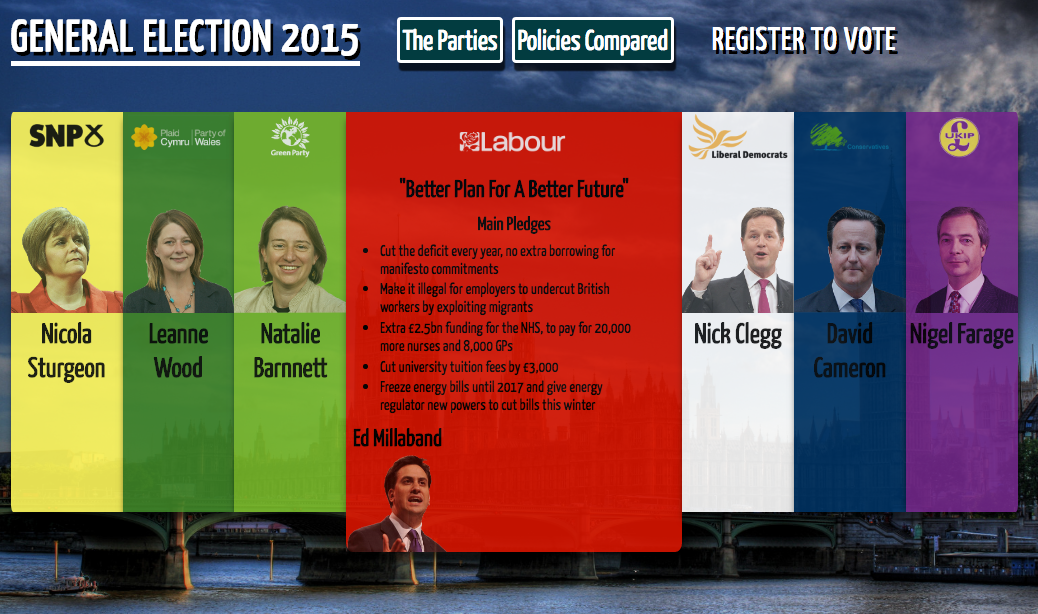 GENERAL ELECTION 2015
The Parties
Policies Compared
REGISTER TO VOTE
SNP
Plaid Cymru
Party of Wales
Green Party
Labour
Liberal Democrats
Conservatives
UKIP
"Better Plan For A Better Future"
Main Pledges
Cut the deficit every year, no extra borrowing for
manifesto commitments
Make it illegal for employers to undercut British
workers by exploiting migrants
Extra £2.5bn funding for the NHS, to pay for 20,000
more nurses and 8,000 GPs
Cut university tuition fees by £3,000
Freeze energy bills until 2017 and give energy
regulator new powers to cut bills this winter
Nicola
Sturgeon
Leanne
Wood
Natalie
Barnnett
Ed Millaband
Nick Clegg
David
Cameron
Nigel Farage